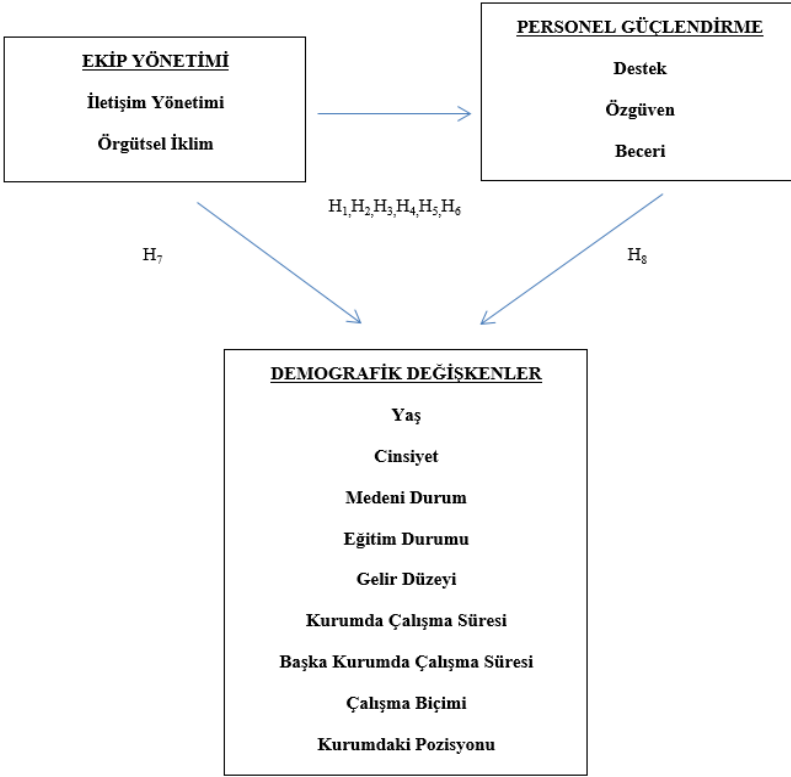 EKİP YÖNETİMİ
İletişim Yönetimi
Örgütsel İklim
PERSONEL GÜÇLENDİRME
Destek
Özgüven
Beceri
H₁,H₂,H₃,H₄,H₅,H₆
H₇
H₈
DEMOGRAFİK DEĞİŞKENLER
Yaş
Cinsiyet
Medeni Durum
Eğitim Durumu
Gelir Düzeyi
Kurumda Çalışma Süresi
Başka Kurumda Çalışma Süresi
Çalışma Biçimi
Kurumdaki Pozisyonu